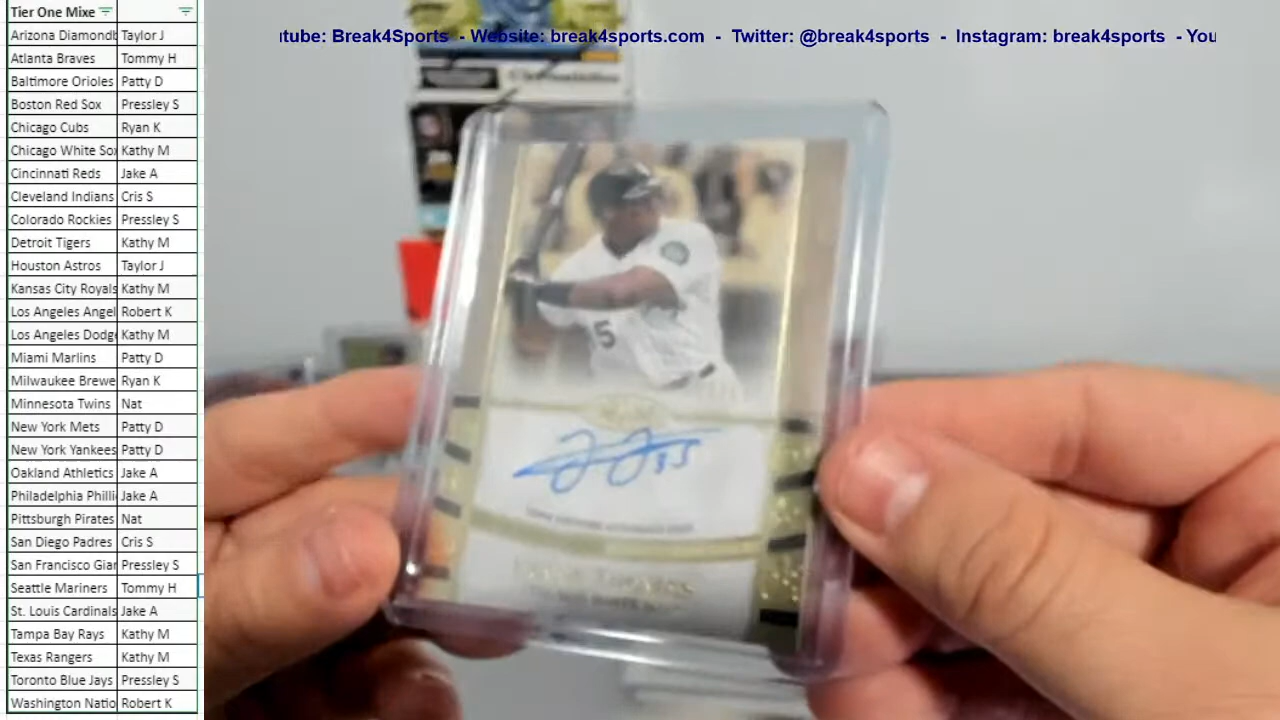 Tier One Mixe
Arizona Diamondb Taylor J
Atlanta Braves Tommy H
Baltimore Orioles Patty D
Boston Red Sox Pressley S
Chicago Cubs Ryan K
Chicago White Sox Kathy M
Cincinnati Reds Jake A
Cleveland Indians Cris S
Colorado Rockies Pressley S
Detroit Tigers Kathy M
Houston Astros Taylor J
Kansas City Royals Kathy M
Los Angeles Angel Robert K
Los Angeles Dodge Kathy M
Miami Marlins Patty D
Milwaukee Brewe Ryan K
Minnesota Twins Nat
New York Mets Patty D
New York Yankees Patty D
Oakland Athletics Jake A
Philadelphia Philli Jake A
Pittsburgh Pirates Nat
San Diego Padres Cris S
San Francisco Gian Pressley S
Seattle Mariners Tommy H
St. Louis Cardinals Jake A
Tampa Bay Rays Kathy M
Texas Rangers Kathy M
Toronto Blue Jays Pressley S
Washington Natio Robert K
utube: Break4Sports - Website: break4sports.com - Twitter: @break4sports - Instagram: break4sports - You
5
35